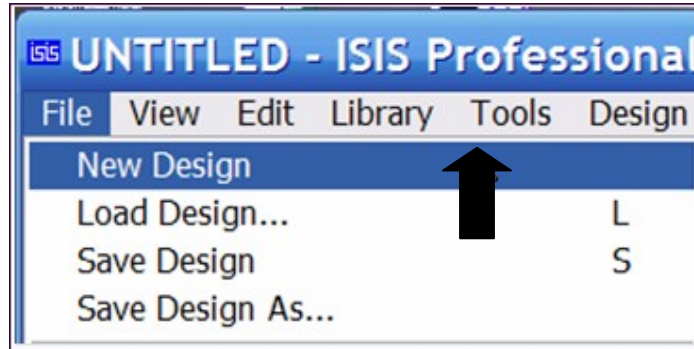 isis UNTITLED - ISIS Professional
File View Edit Library Tools Design
New Design
Load Design... L
Save Design S
Save Design As...